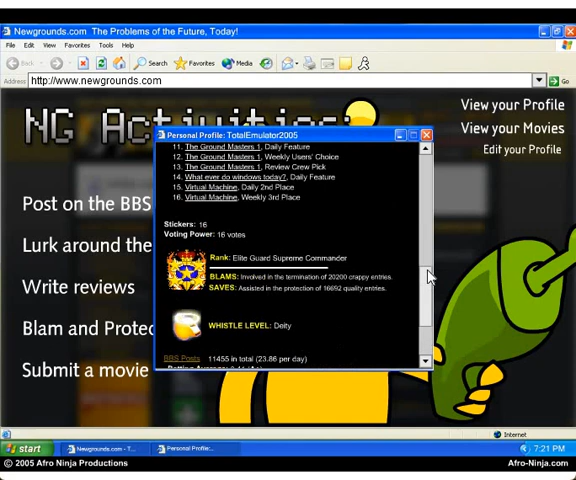 Newgrounds.com  The Problems of the Future, Today!
File Edit View Favorites Tools Help
Back Search Favorites Media
Address http://www.newgrounds.com Go
NG Activities:
View your Profile
View your Movies
Edit your Profile
Post on the BBS
Lurk around the
Write reviews
Blam and Protec
Submit a movie
Personal Profile: TotalEmulator2005
11. The Ground Masters 1, Daily Feature
12. The Ground Masters 1, Weekly Users' Choice
13. The Ground Masters 1, Review Crew Pick
14. What ever do windows today?, Daily Feature
15. Virtual Machine, Daily 2nd Place
16. Virtual Machine, Weekly 3rd Place
Stickers: 16
Voting Power: 16 votes
Rank: Elite Guard Supreme Commander
BLAMS: Involved in the termination of 20200 crappy entries.
SAVES: Assisted in the protection of 16692 quality entries.
WHISTLE LEVEL: Deity
BBS Posts 11455 in total (23.86 per day)
Internet
start Newgrounds.com - T... Personal Profile:... 7:21 PM
© 2005 Afro Ninja Productions Afro-Ninja.com